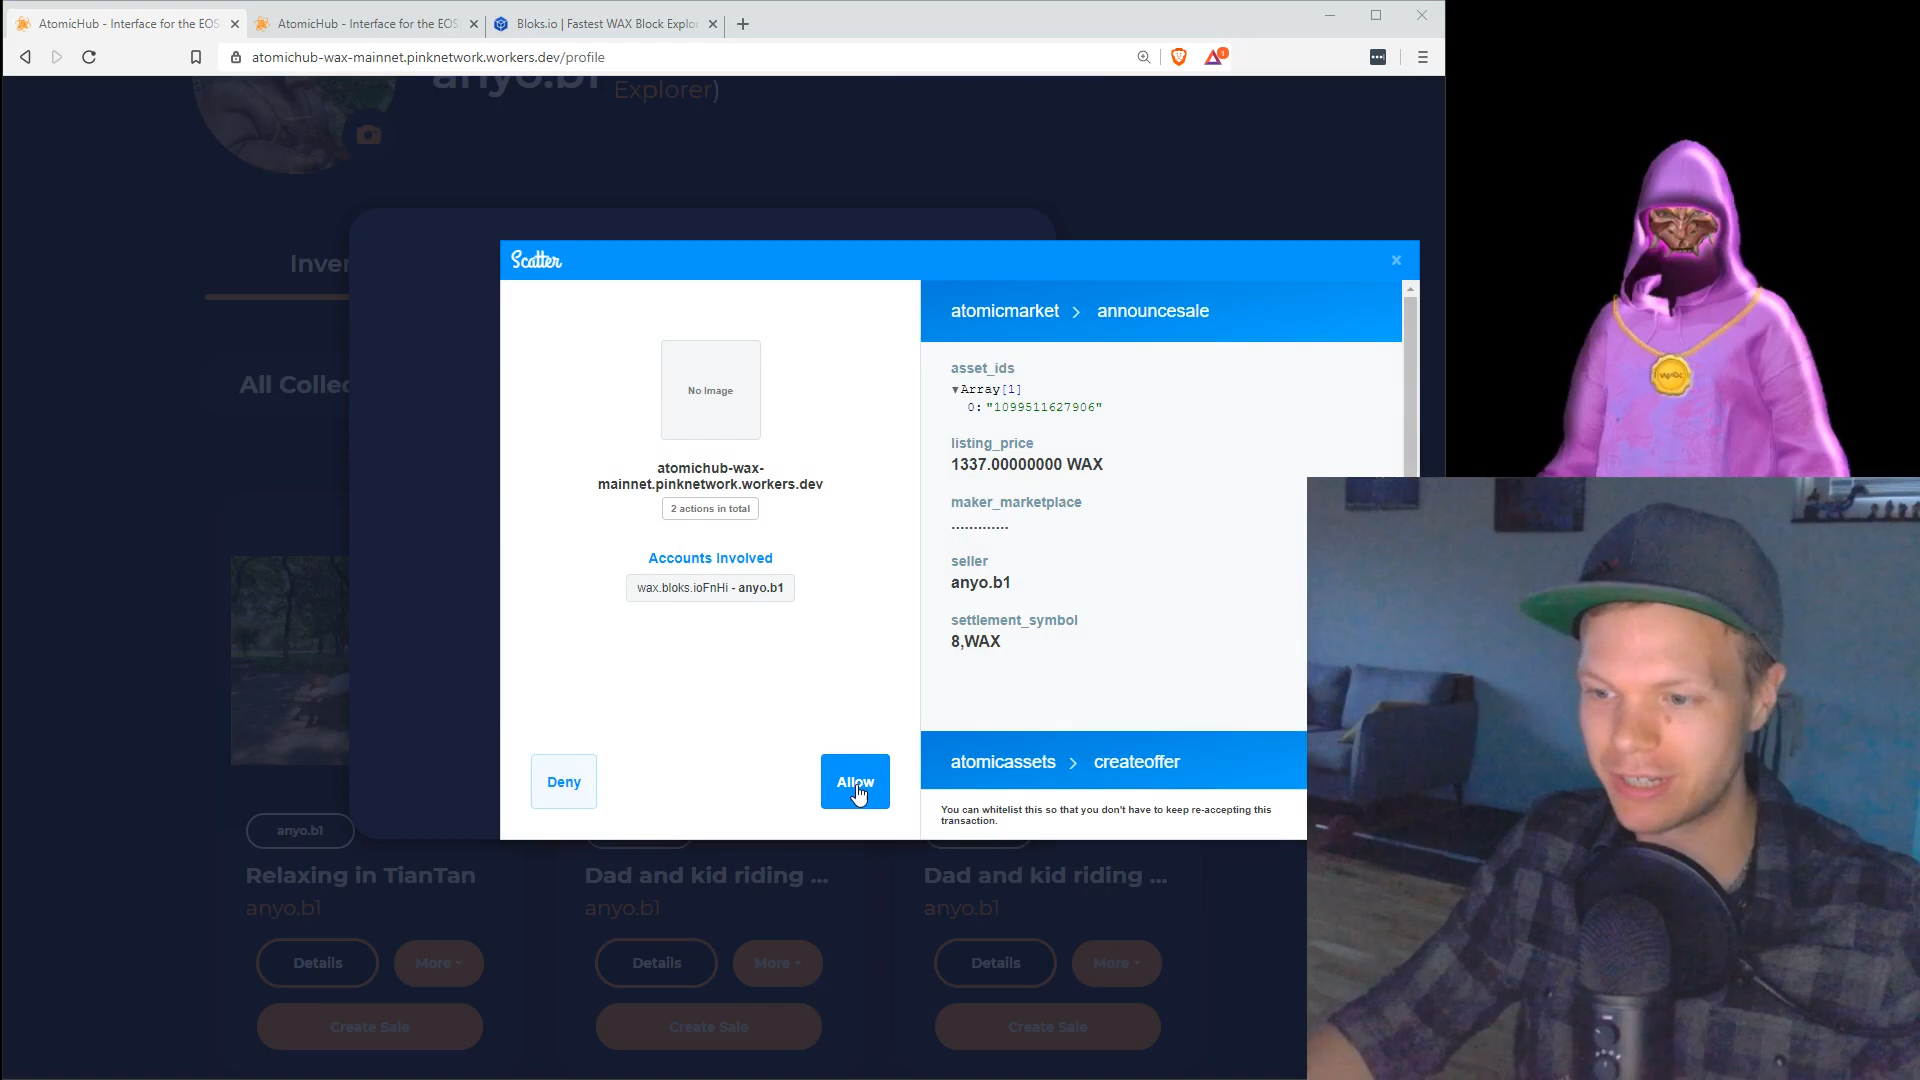 AtomicHub - Interface for the EOS
AtomicHub - Interface for the EOS
Bloks.io | Fastest WAX Block Explo
atomichub-wax-mainnet.pinknetwork.workers.dev/profile
1
anyo.b1
Explorer)
Inver
All Collec
Scatter
x
No Image
atomichub-wax-
mainnet.pinknetwork.workers.dev
2 actions in total
Accounts Involved
wax.bloks.ioFnHi - anyo.b1
Deny
Allow
atomicmarket > announcesale
asset_ids
▼Array[1]
0: "1099511627906"
listing_price
1337.00000000 WAX
maker_marketplace
.............
seller
anyo.b1
settlement_symbol
8,WAX
atomicassets > createoffer
You can whitelist this so that you don't have to keep re-accepting this
transaction.
anyo.b1
Relaxing in TianTan
anyo.b1
Details
More
Create Sale
Dad and kid riding ...
anyo.b1
Details
More
Create Sale
Dad and kid riding ...
anyo.b1
Details
More
Create Sale